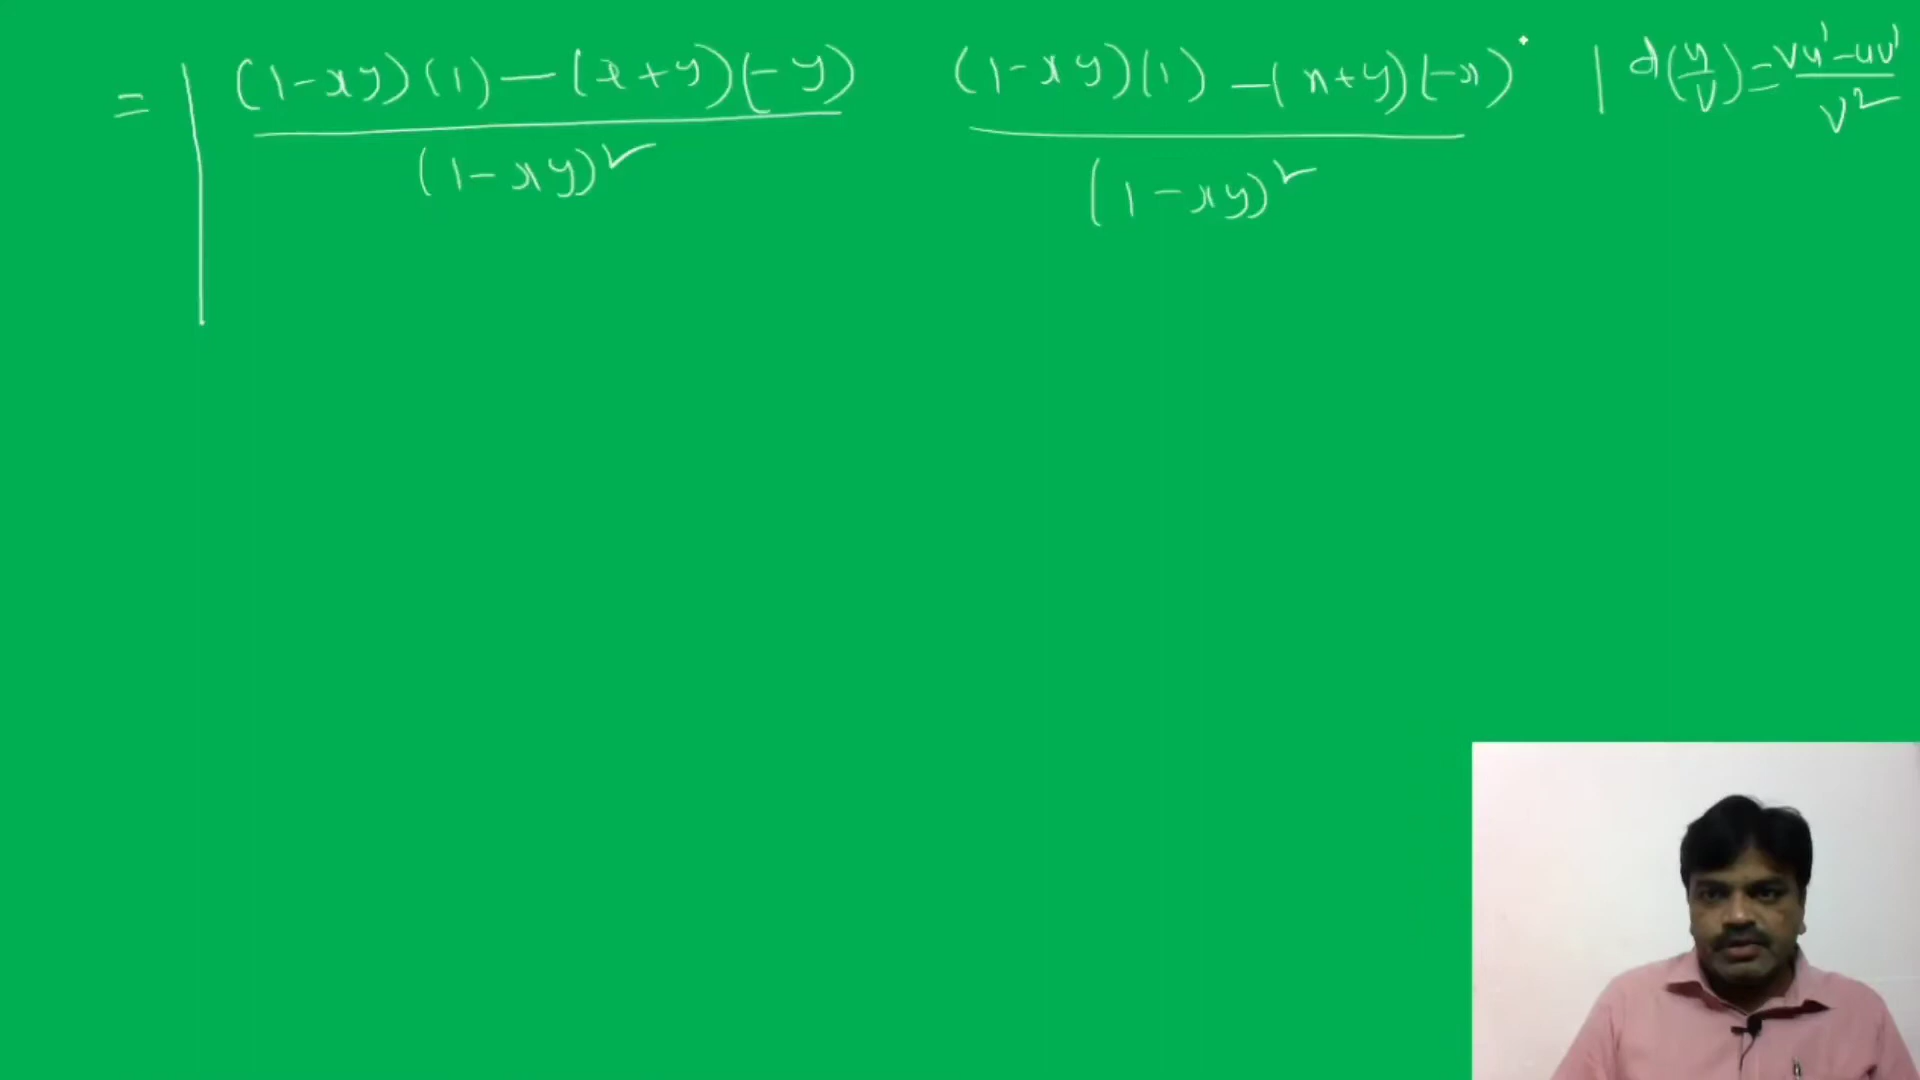 = | (1-xy)(1) - (x+y)(-y) / (1-xy)² (1-xy)(1) - (x+y)(-x) / (1-xy)² | d(u/v) = vu' - uv' / v²